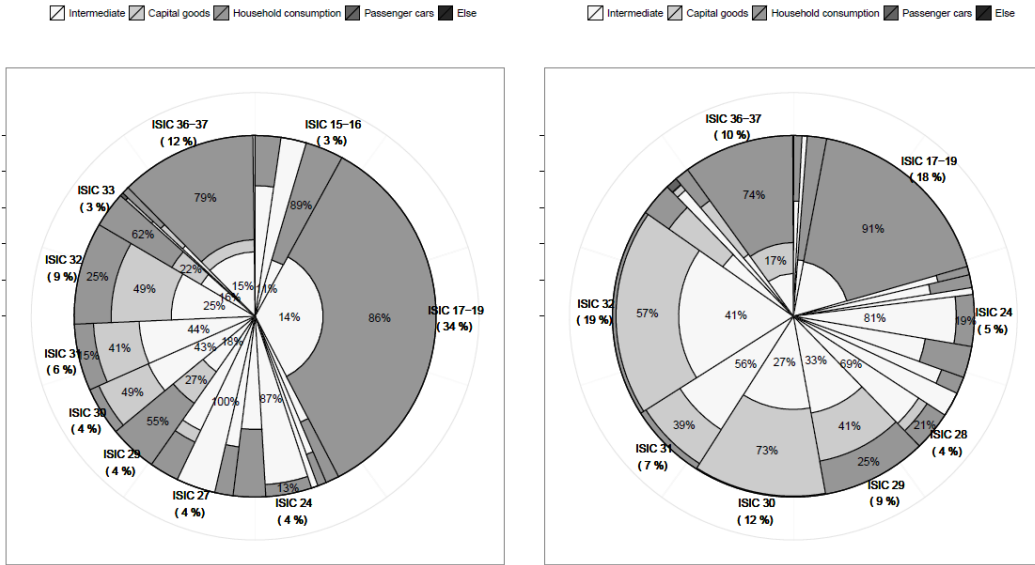 Intermediate Capital goods Household consumption Passenger cars Else
ISIC 36−37
( 12 %)
ISIC 15−16
( 3 %)
ISIC 33
( 3 %)
79%
89%
62%
ISIC 32
( 9 %)
25%
49%
22%
16%
15%
11%
25%
14%
86%
ISIC 17−19
( 34 %)
44%
ISIC 31
( 6 %)
15%
41%
43%
18%
49%
27%
100%
87%
ISIC 30
( 4 %)
55%
ISIC 29
( 4 %)
13%
ISIC 27
( 4 %)
ISIC 24
( 4 %)
Intermediate Capital goods Household consumption Passenger cars Else
ISIC 36−37
( 10 %)
ISIC 17−19
( 18 %)
74%
91%
17%
ISIC 32
( 19 %)
57%
41%
81%
19%
ISIC 24
( 5 %)
56%
27%
33%
69%
39%
ISIC 31
( 7 %)
73%
41%
21%
ISIC 28
( 4 %)
25%
ISIC 29
( 9 %)
ISIC 30
( 12 %)